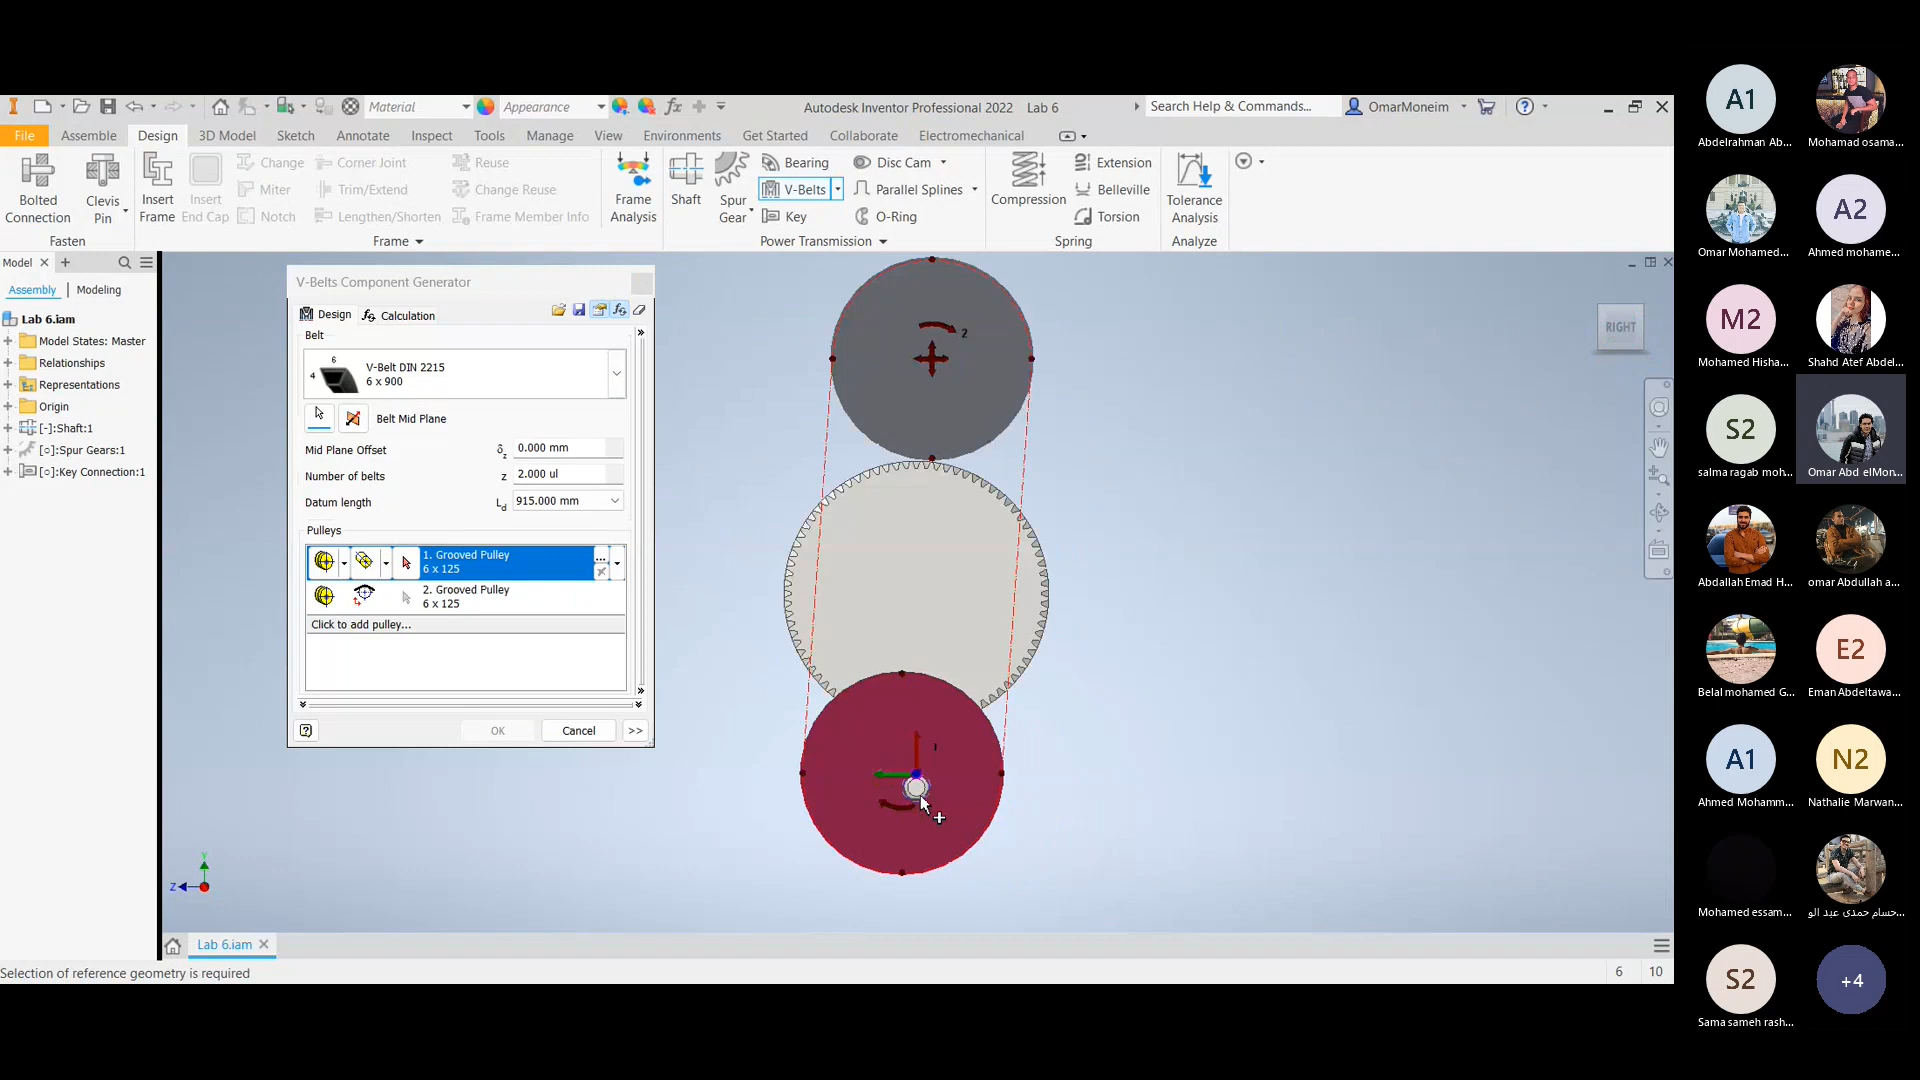 Material
Appearance
Autodesk Inventor Professional 2022 Lab 6
Search Help & Commands...
OmarMoneim
File
Assemble
Design
3D Model
Sketch
Annotate
Inspect
Tools
Manage
View
Environments
Get Started
Collaborate
Electromechanical
Bolted
Connection
Clevis
Pin
Fasten
Insert
Frame
Insert
End Cap
Change
Miter
Notch
Corner Joint
Trim/Extend
Lengthen/Shorten
Reuse
Change Reuse
Frame Member Info
Frame
Frame
Analysis
Shaft
Spur
Gear
Bearing
V-Belts
Key
Disc Cam
Parallel Splines
O-Ring
Power Transmission
Compression
Extension
Belleville
Torsion
Spring
Tolerance
Analysis
Analyze
Model
Assembly
Modeling
Lab 6.iam
Model States: Master
Relationships
Representations
Origin
[-]:Shaft:1
[○]:Spur Gears:1
[○]:Key Connection:1
V-Belts Component Generator
Design
Calculation
Belt
6
4
V-Belt DIN 2215
6 x 900
Belt Mid Plane
Mid Plane Offset δz 0.000 mm
Number of belts z 2.000 ul
Datum length Ld 915.000 mm
Pulleys
1. Grooved Pulley
6 x 125
...
2. Grooved Pulley
6 x 125
Click to add pulley...
OK
Cancel
>>
2
1
RIGHT
Y
Z
Lab 6.iam
Selection of reference geometry is required
6
10
A1
Abdelrahman Ab...
Mohamad osama...
Omar Mohamed...
A2
Ahmed mohame...
M2
Mohamed Hisha...
Shahd Atef Abdel...
S2
salma ragab moh...
Omar Abd elMon...
Abdallah Emad H...
omar Abdullah a...
Belal mohamed G...
E2
Eman Abdeltawa...
A1
Ahmed Mohamm...
N2
Nathalie Marwan...
Mohamed essam...
حسام حمدى عبد الو...
S2
Sama sameh rash...
+4